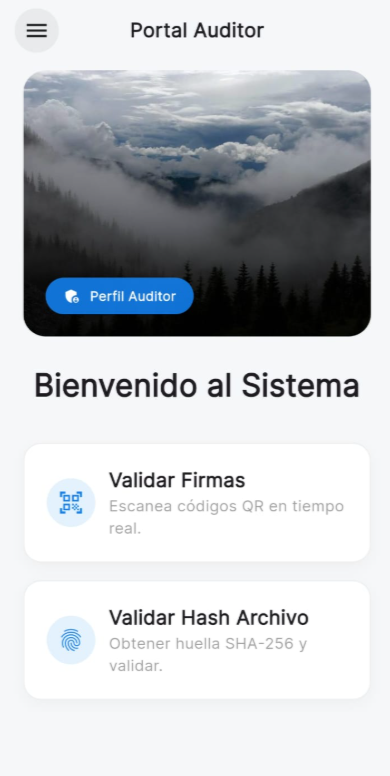 Portal Auditor
Perfil Auditor
Bienvenido al Sistema
Validar Firmas
Escanea códigos QR en tiempo
real.
Validar Hash Archivo
Obtener huella SHA-256 y
validar.